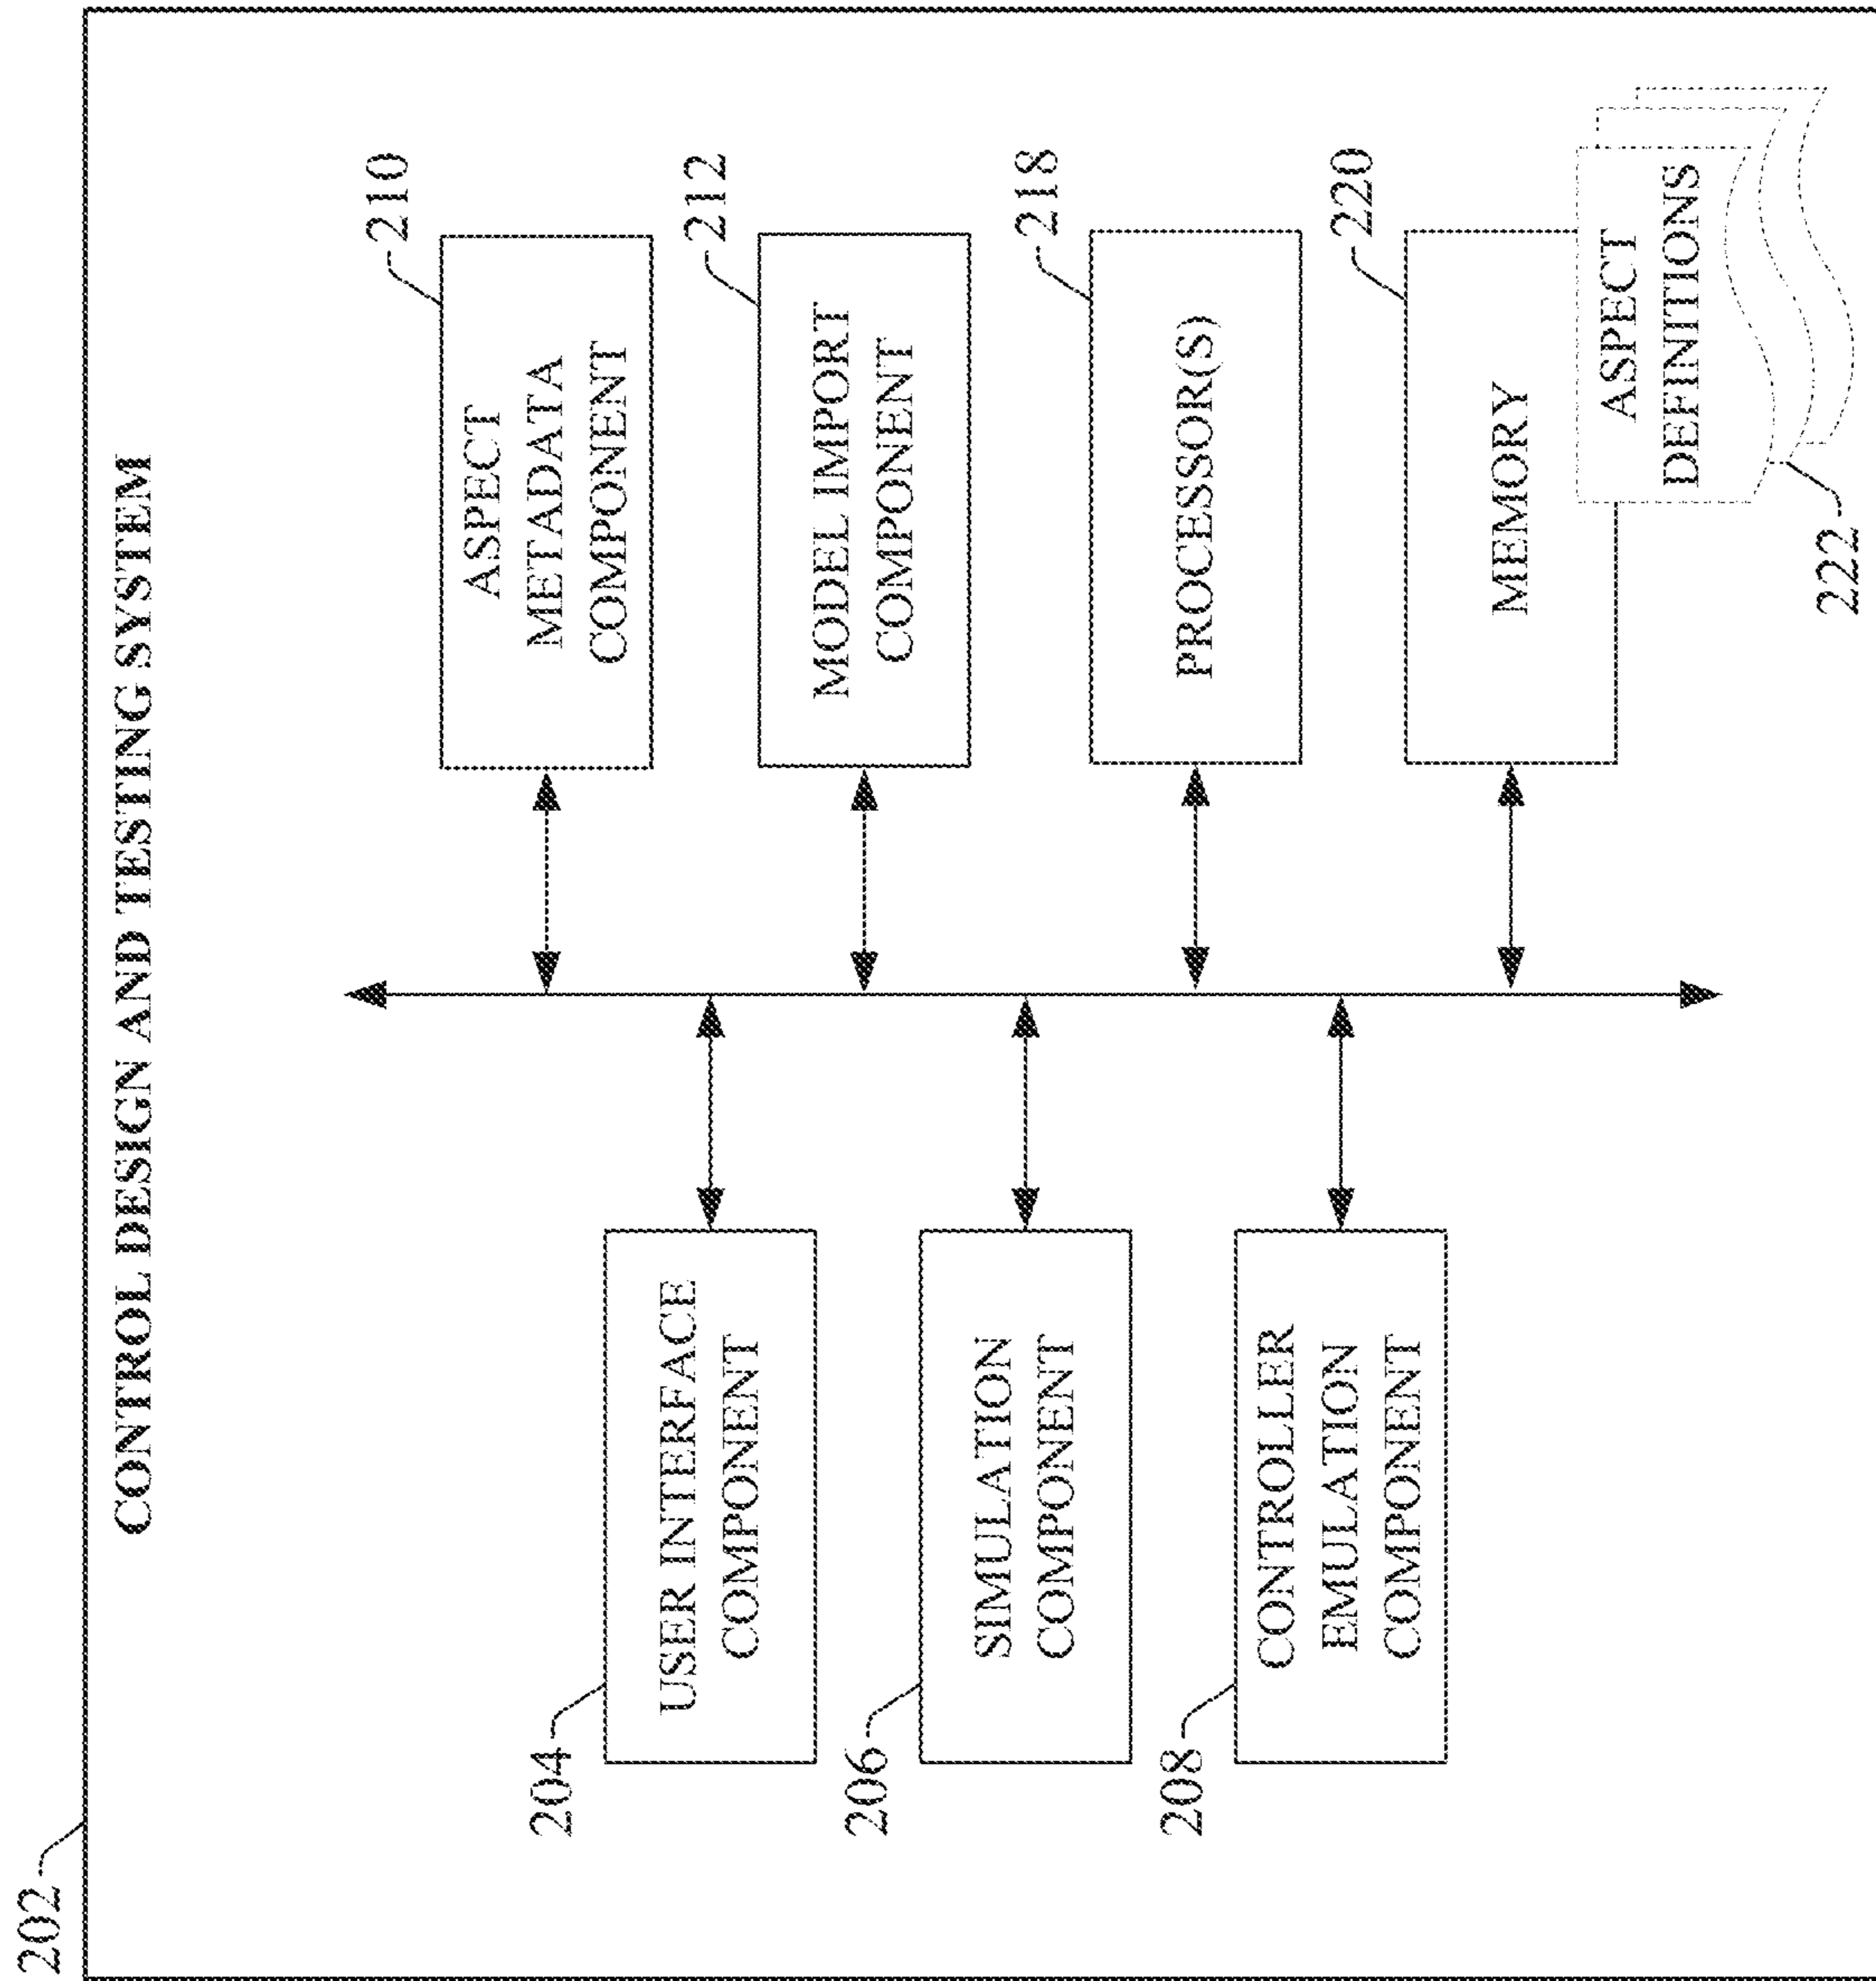 202
CONTROL DESIGN AND TESTING SYSTEM
204
USER INTERFACE
COMPONENT
206
SIMULATION
COMPONENT
208
CONTROLLER
EMULATION
COMPONENT
210
ASPECT
METADATA
COMPONENT
212
MODEL IMPORT
COMPONENT
218
PROCESSOR(S)
220
MEMORY
ASPECT
DEFINITIONS
222